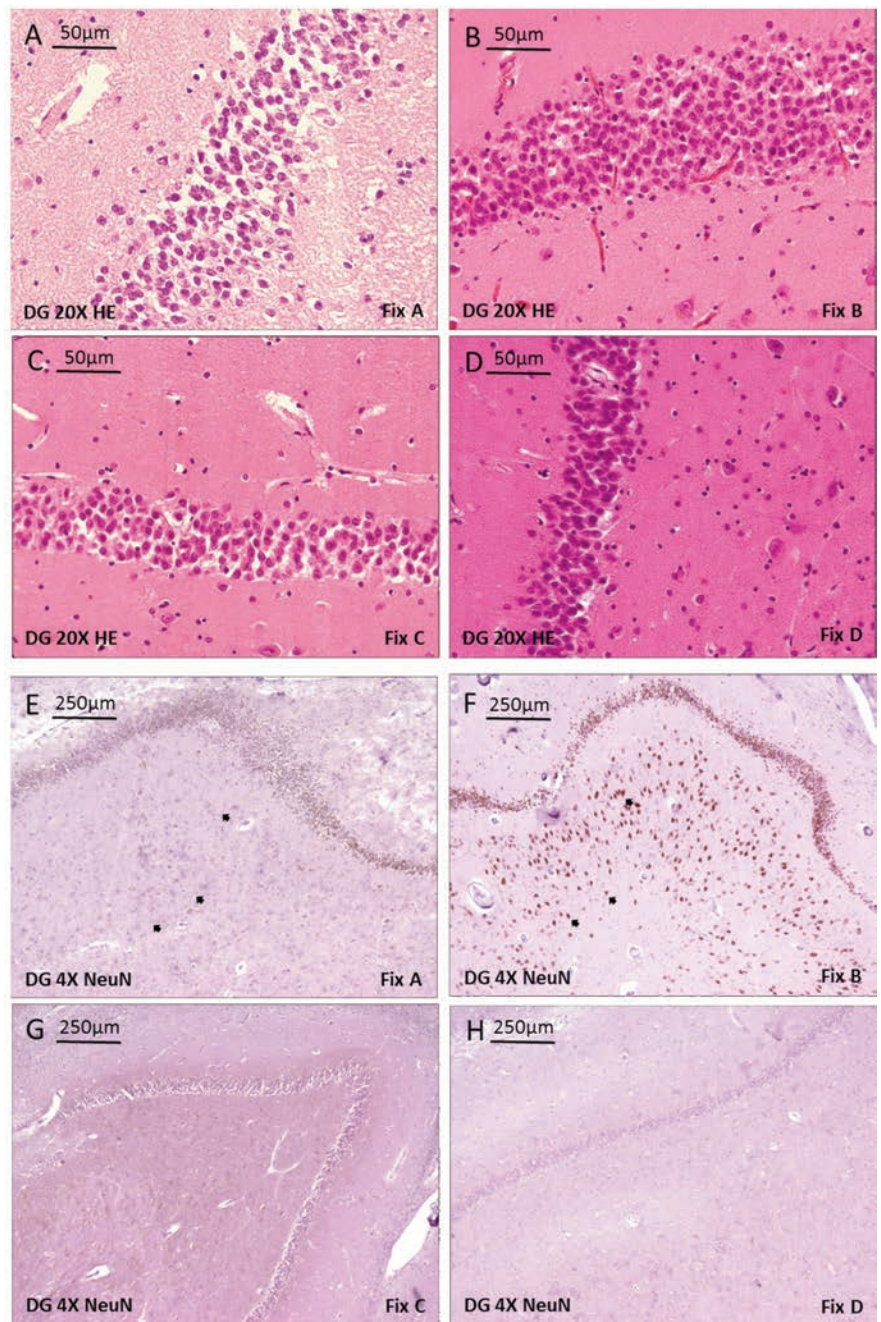 A
50µm
DG 20X HE
Fix A
B
50µm
DG 20X HE
Fix B
C
50µm
DG 20X HE
Fix C
D
50µm
DG 20X HE
Fix D
E
250µm
DG 4X NeuN
Fix A
F
250µm
DG 4X NeuN
Fix B
G
250µm
DG 4X NeuN
Fix C
H
250µm
DG 4X NeuN
Fix D